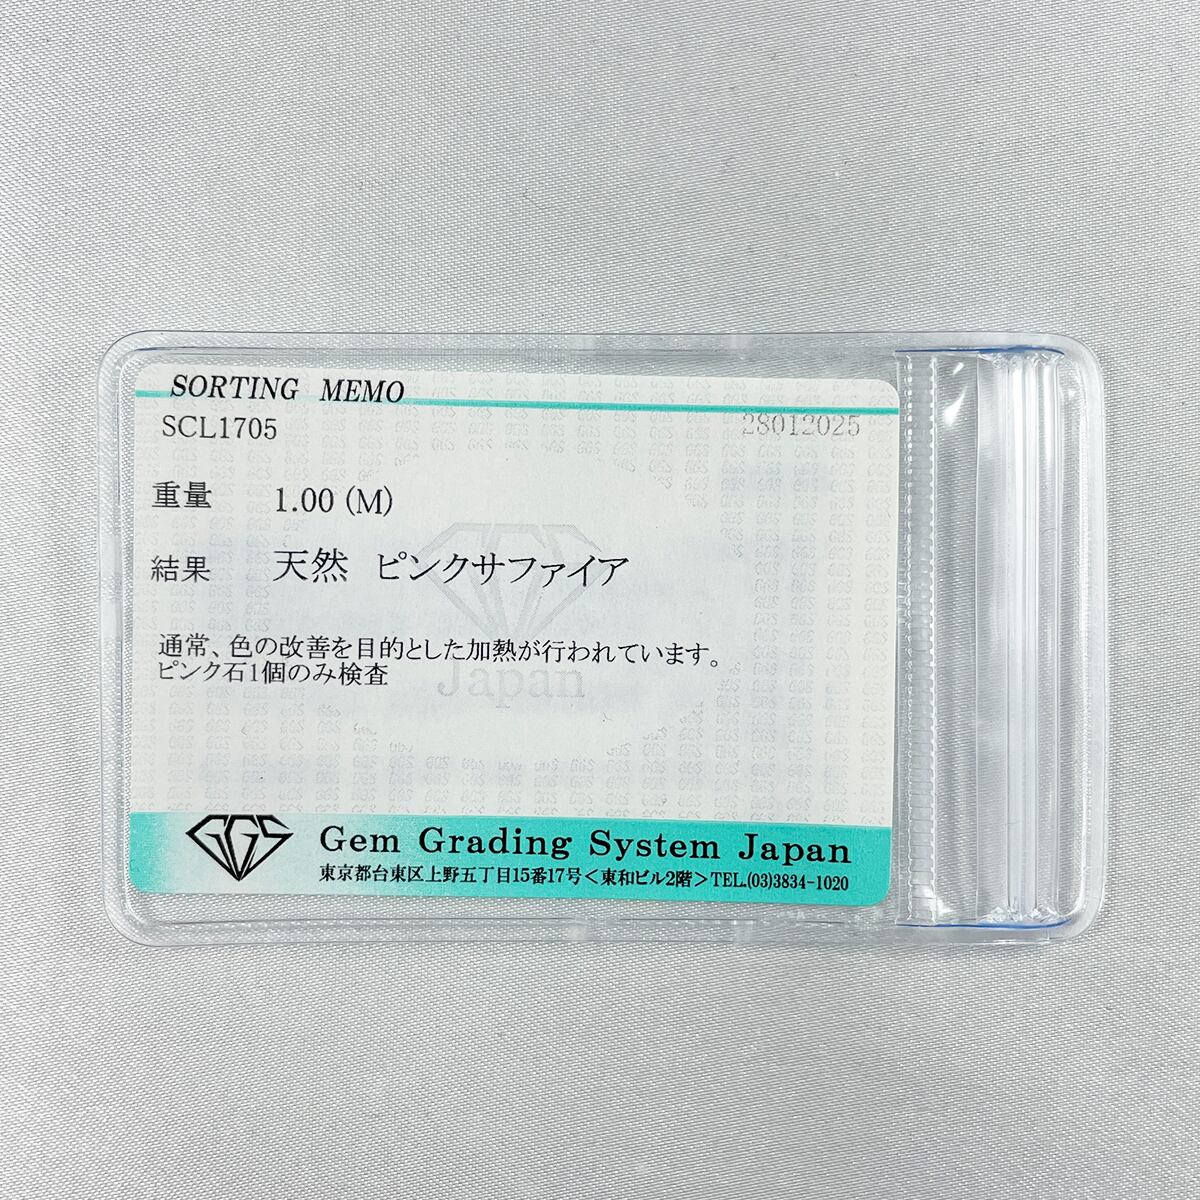 SORTING MEMO
SCL1705 28012025
重量 1.00 (M)
結果 天然 ピンクサファイア
通常、色の改善を目的とした加熱が行われています。
ピンク石1個のみ検査
Japan
GGS Gem Grading System Japan
東京都台東区上野五丁目15番17号<東和ビル2階>TEL.(03)3834-1020